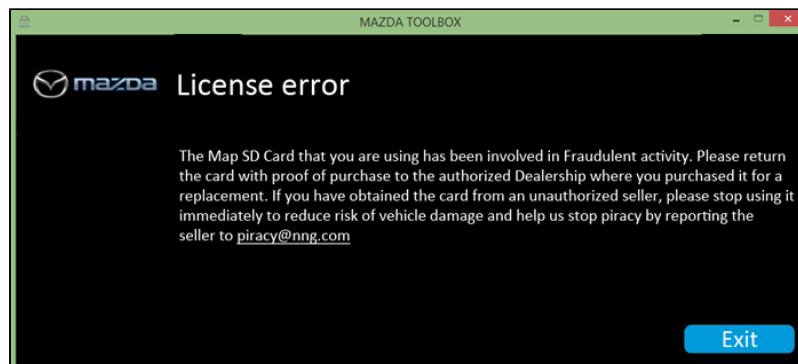 MAZDA TOOLBOX
mazda License error
The Map SD Card that you are using has been involved in Fraudulent activity. Please return
the card with proof of purchase to the authorized Dealership where you purchased it for a
replacement. If you have obtained the card from an unauthorized seller, please stop using it
immediately to reduce risk of vehicle damage and help us stop piracy by reporting the
seller to piracy@nng.com
Exit